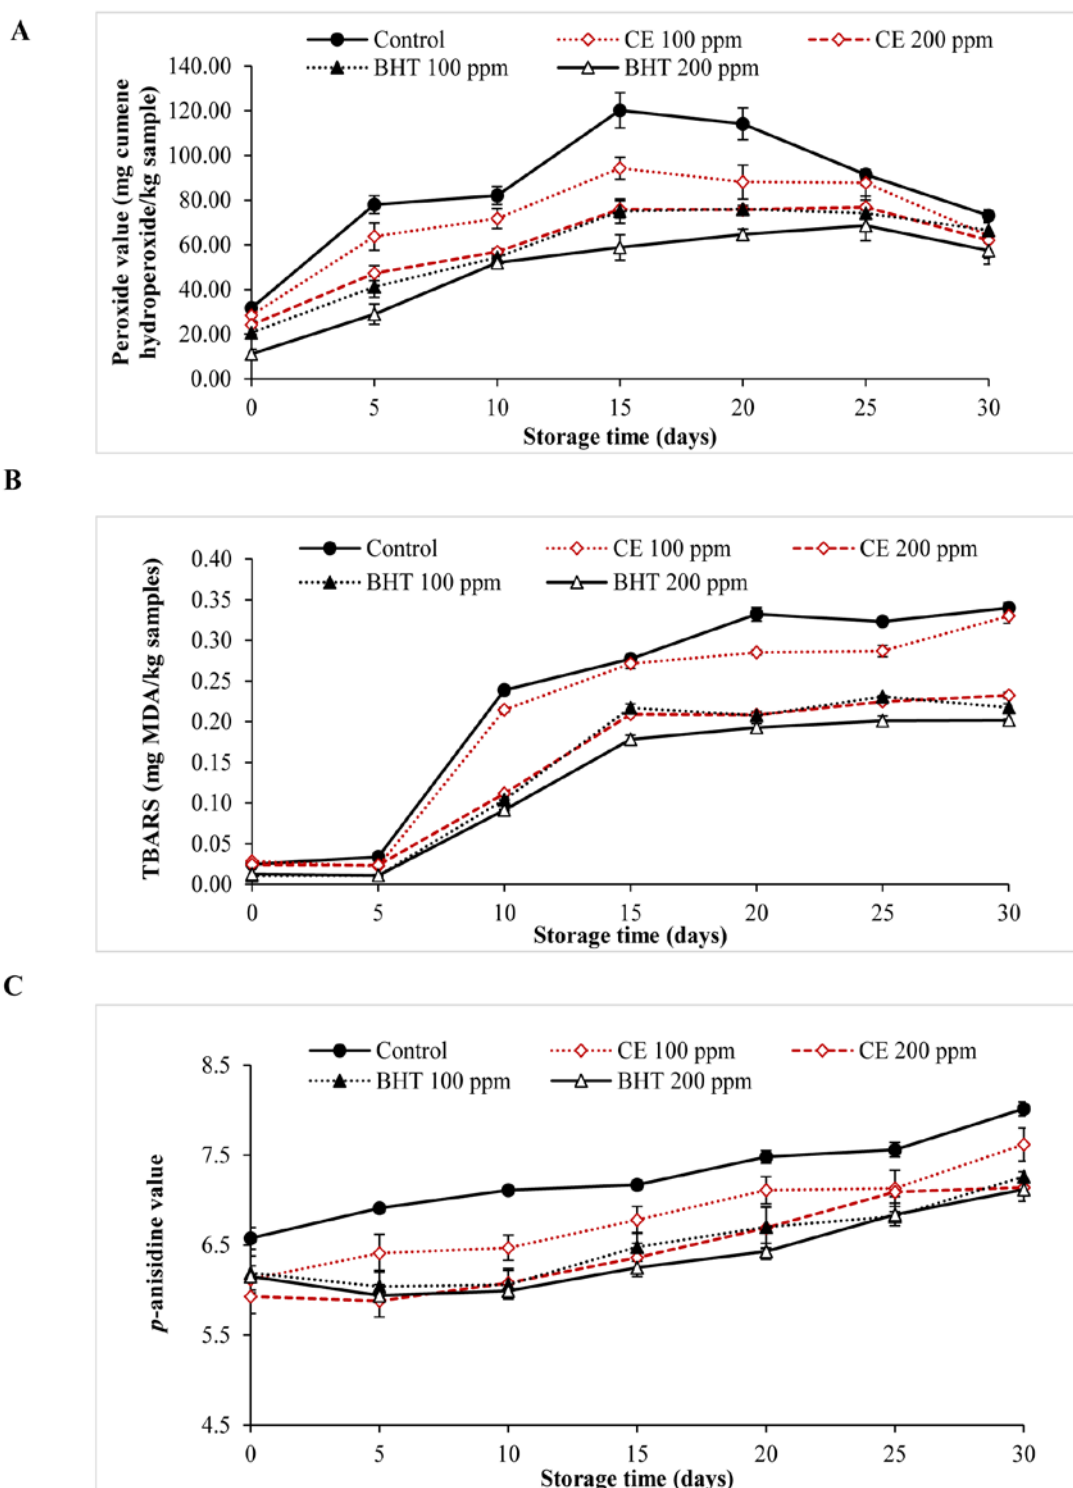 A
Control CE 100 ppm CE 200 ppm
BHT 100 ppm BHT 200 ppm
Peroxide value (mg cumene
hydroperoxide/kg sample)
140.00
120.00
100.00
80.00
60.00
40.00
20.00
0.00
0 5 10 15 20 25 30
Storage time (days)
B
Control CE 100 ppm CE 200 ppm
BHT 100 ppm BHT 200 ppm
TBARS (mg MDA/kg samples)
0.40
0.35
0.30
0.25
0.20
0.15
0.10
0.05
0.00
0 5 10 15 20 25 30
Storage time (days)
C
Control CE 100 ppm CE 200 ppm
BHT 100 ppm BHT 200 ppm
p-anisidine value
8.5
7.5
6.5
5.5
4.5
0 5 10 15 20 25 30
Storage time (days)